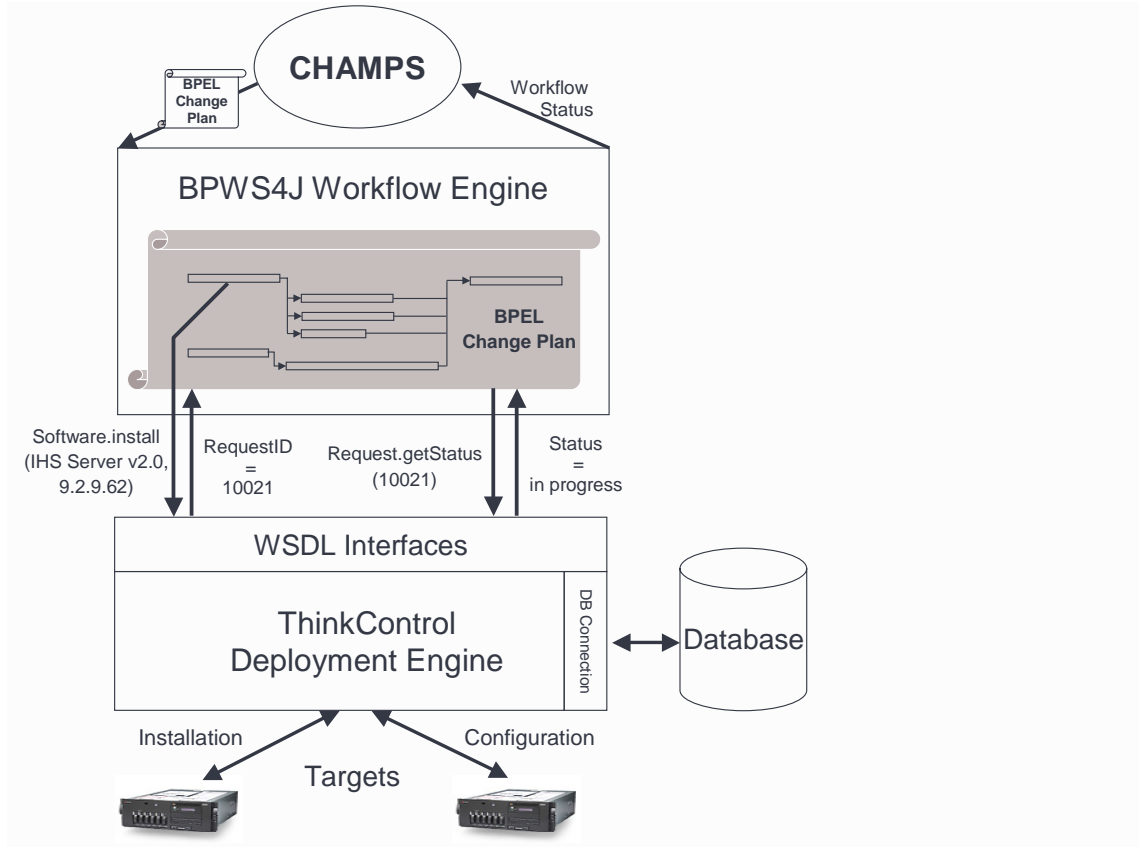 CHAMPS
BPEL
Change
Plan
Workflow
Status
BPWS4J Workflow Engine
BPEL
Change Plan
Software.install
(IHS Server v2.0,
9.2.9.62)
RequestID
=
10021
Request.getStatus
(10021)
Status
=
in progress
WSDL Interfaces
ThinkControl
Deployment Engine
DB Connection
Database
Installation
Configuration
Targets